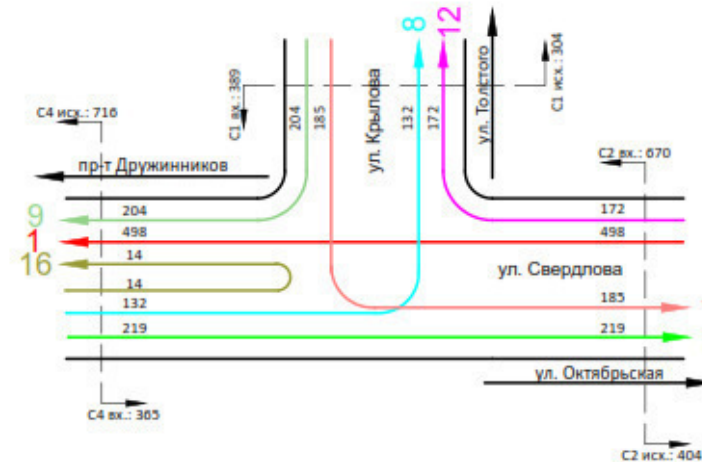 8
12
ул. Толстого
С1 исх.: 304
С1 вх.: 389
ул. Крылова
204
185
132
172
С4 исх.: 716
С2 вх.: 670
пр-т Дружинников
9
204
172
1
498
498
16
14
ул. Свердлова
14
132
185
219
219
ул. Октябрьская
С4 вх.: 365
С2 исх.: 404